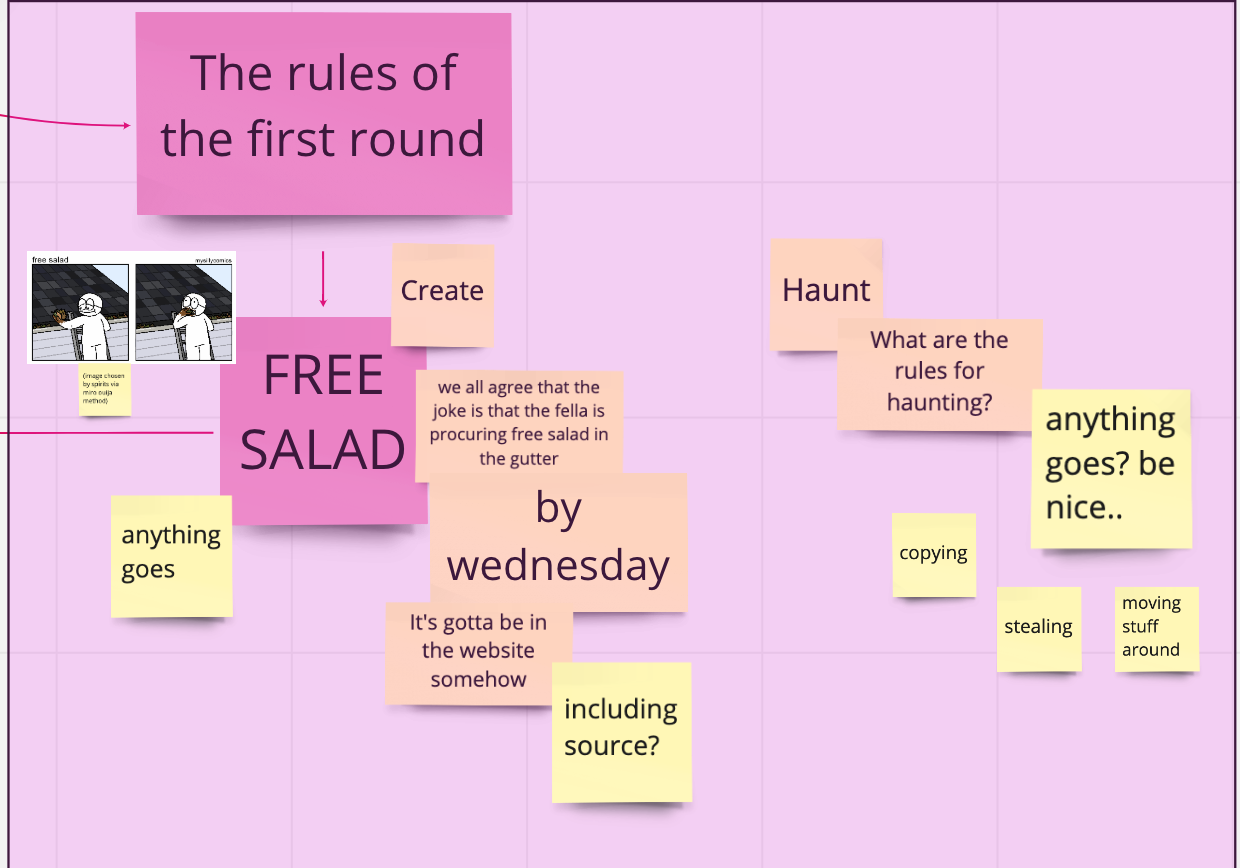 The rules of
the first round
free salad
mysillycomics
(image chosen
by spirits via
miro ouija
method)
FREE
SALAD
anything
goes
Create
we all agree that the
joke is that the fella is
procuring free salad in
the gutter
by
wednesday
It's gotta be in
the website
somehow
including
source?
Haunt
What are the
rules for
haunting?
anything
goes? be
nice..
copying
stealing
moving
stuff
around